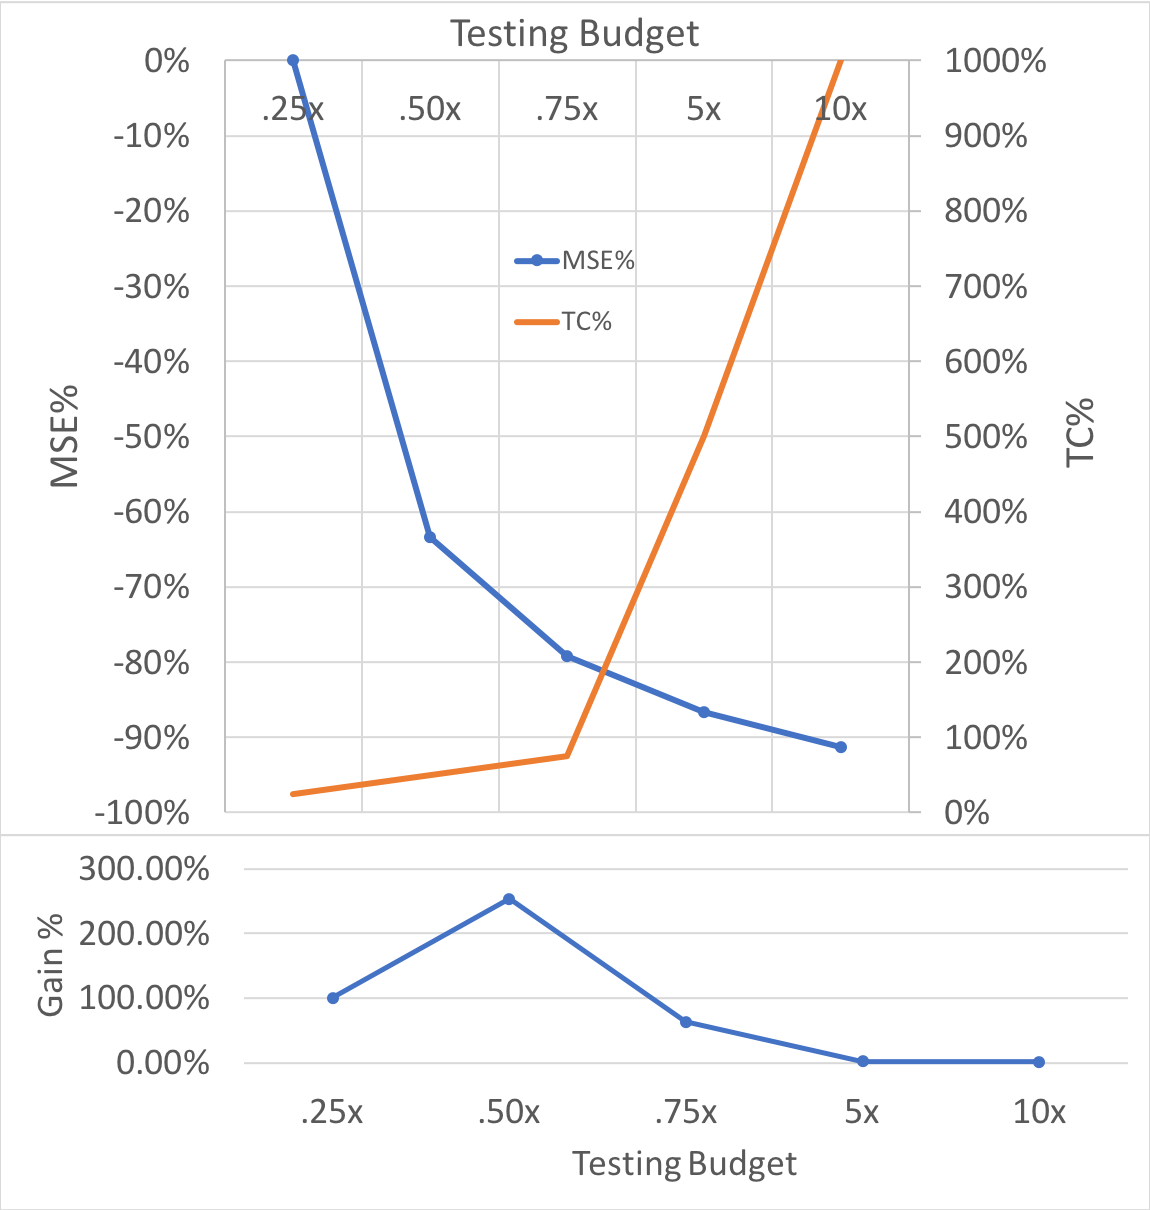 Testing Budget
0% 1000%
.25x .50x .75x 5x 10x
-10% 900%
-20% 800%
MSE%
-30% 700%
TC%
-40% 600%
MSE%
TC%
-50% 500%
-60% 400%
-70% 300%
-80% 200%
-90% 100%
-100% 0%
300.00%
Gain %
200.00%
100.00%
0.00%
.25x .50x .75x 5x 10x
Testing Budget